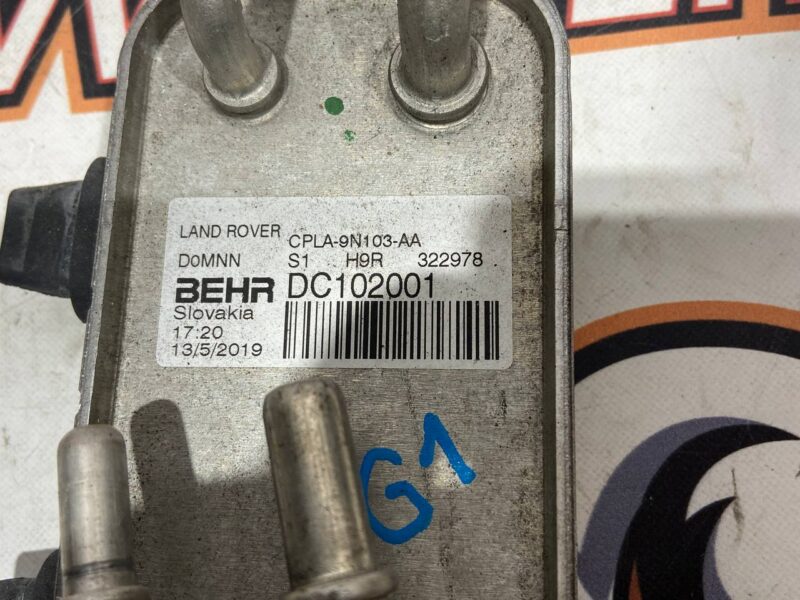 LAND ROVER CPLA-9N103-AA
D0MNN S1 H9R 322978
BEHR DC102001
Slovakia
17:20
13/5/2019
G1